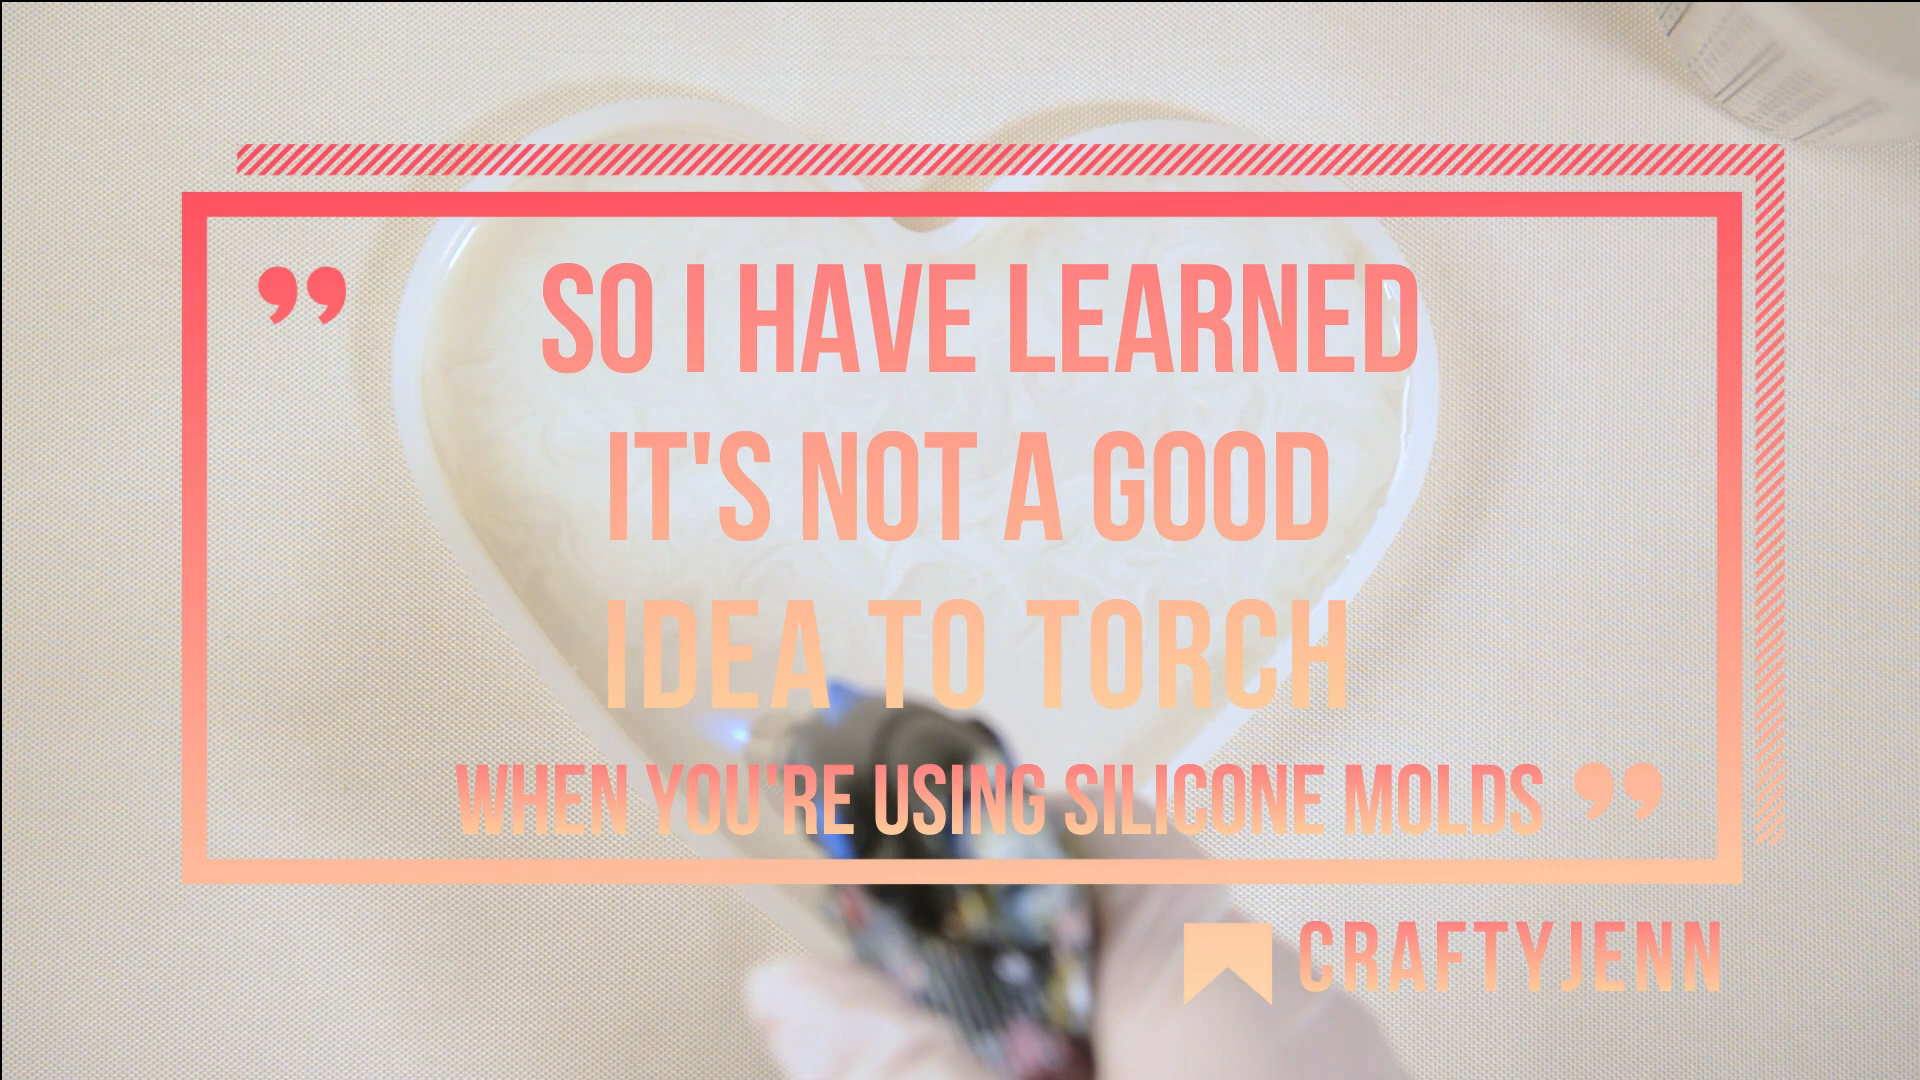 ”
SO I HAVE LEARNED
IT'S NOT A GOOD
IDEA TO TORCH
WHEN YOU'RE USING SILICONE MOLDS ”
CRAFTYJENN